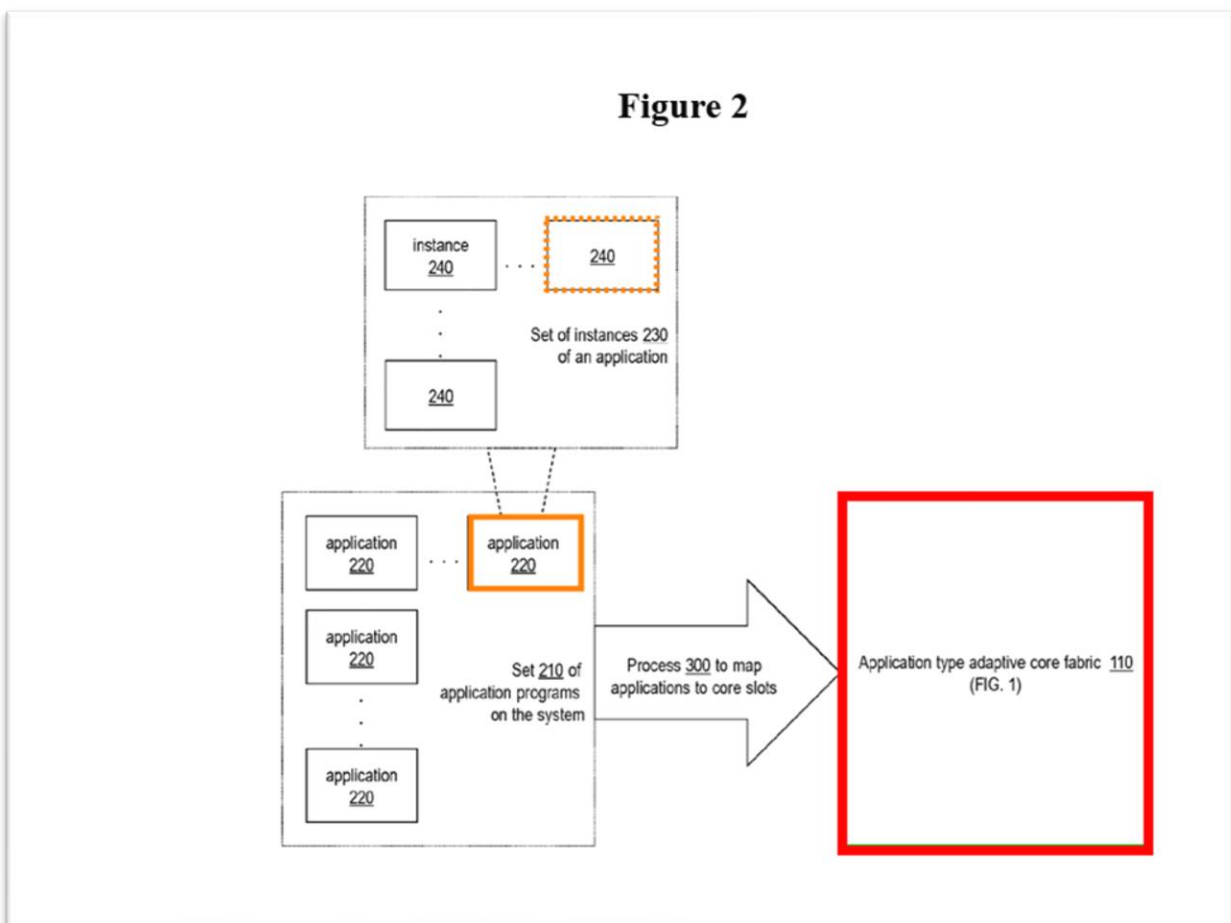 Figure 2
instance
240
. . .
240
Set of instances 230
of an application
240
application
220
. . .
application
220
application
220
Set 210 of
application programs
on the system
application
220
Process 300 to map
applications to core slots
Application type adaptive core fabric 110
(FIG. 1)